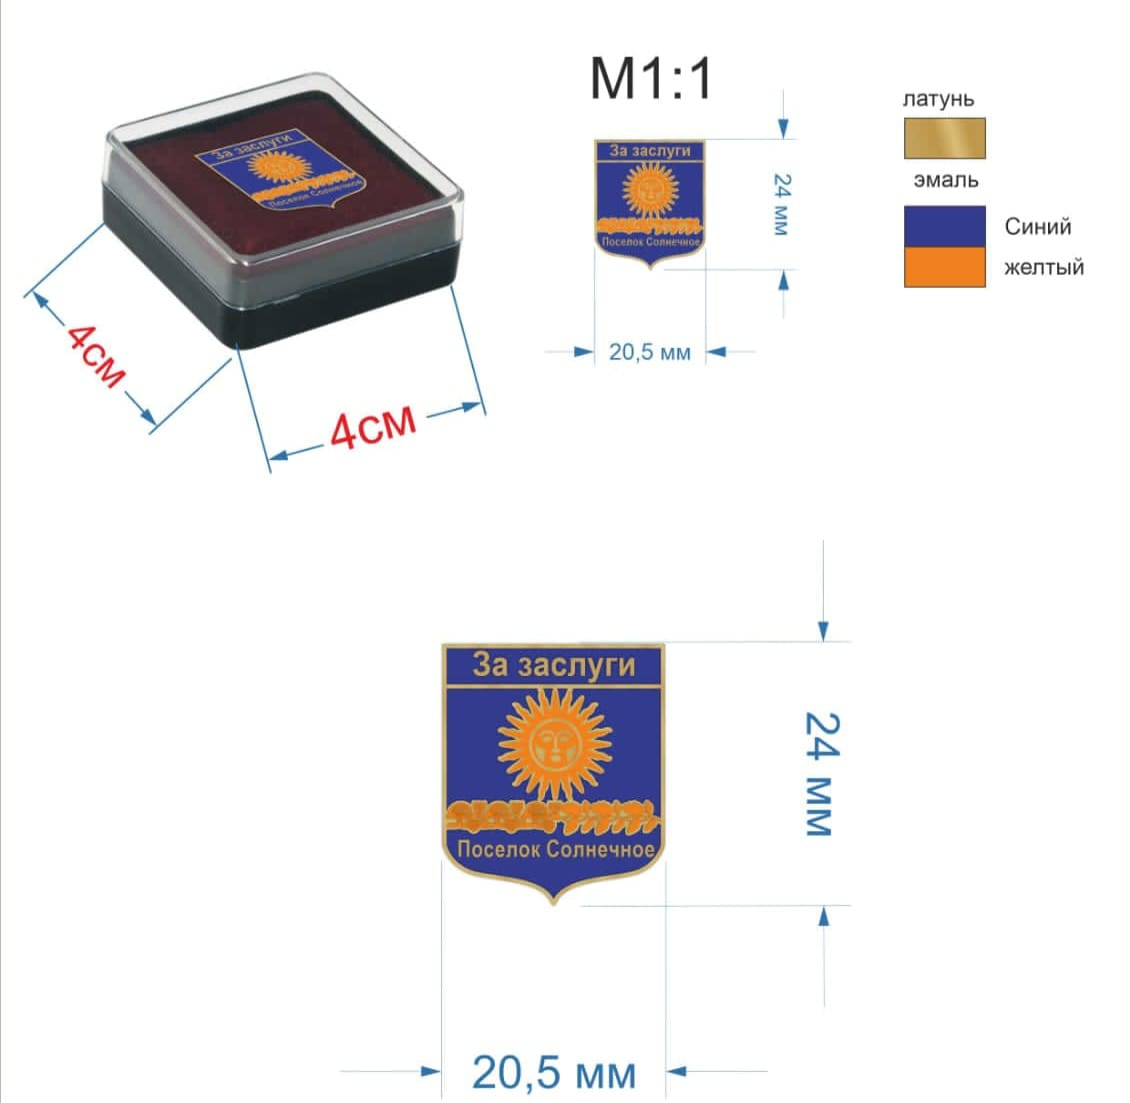 М1:1
латунь
эмаль
Синий
желтый
За заслуги
Поселок Солнечное
24 мм
20,5 мм
За заслуги
Поселок Солнечное
4см
4см
За заслуги
Поселок Солнечное
24 мм
20,5 мм